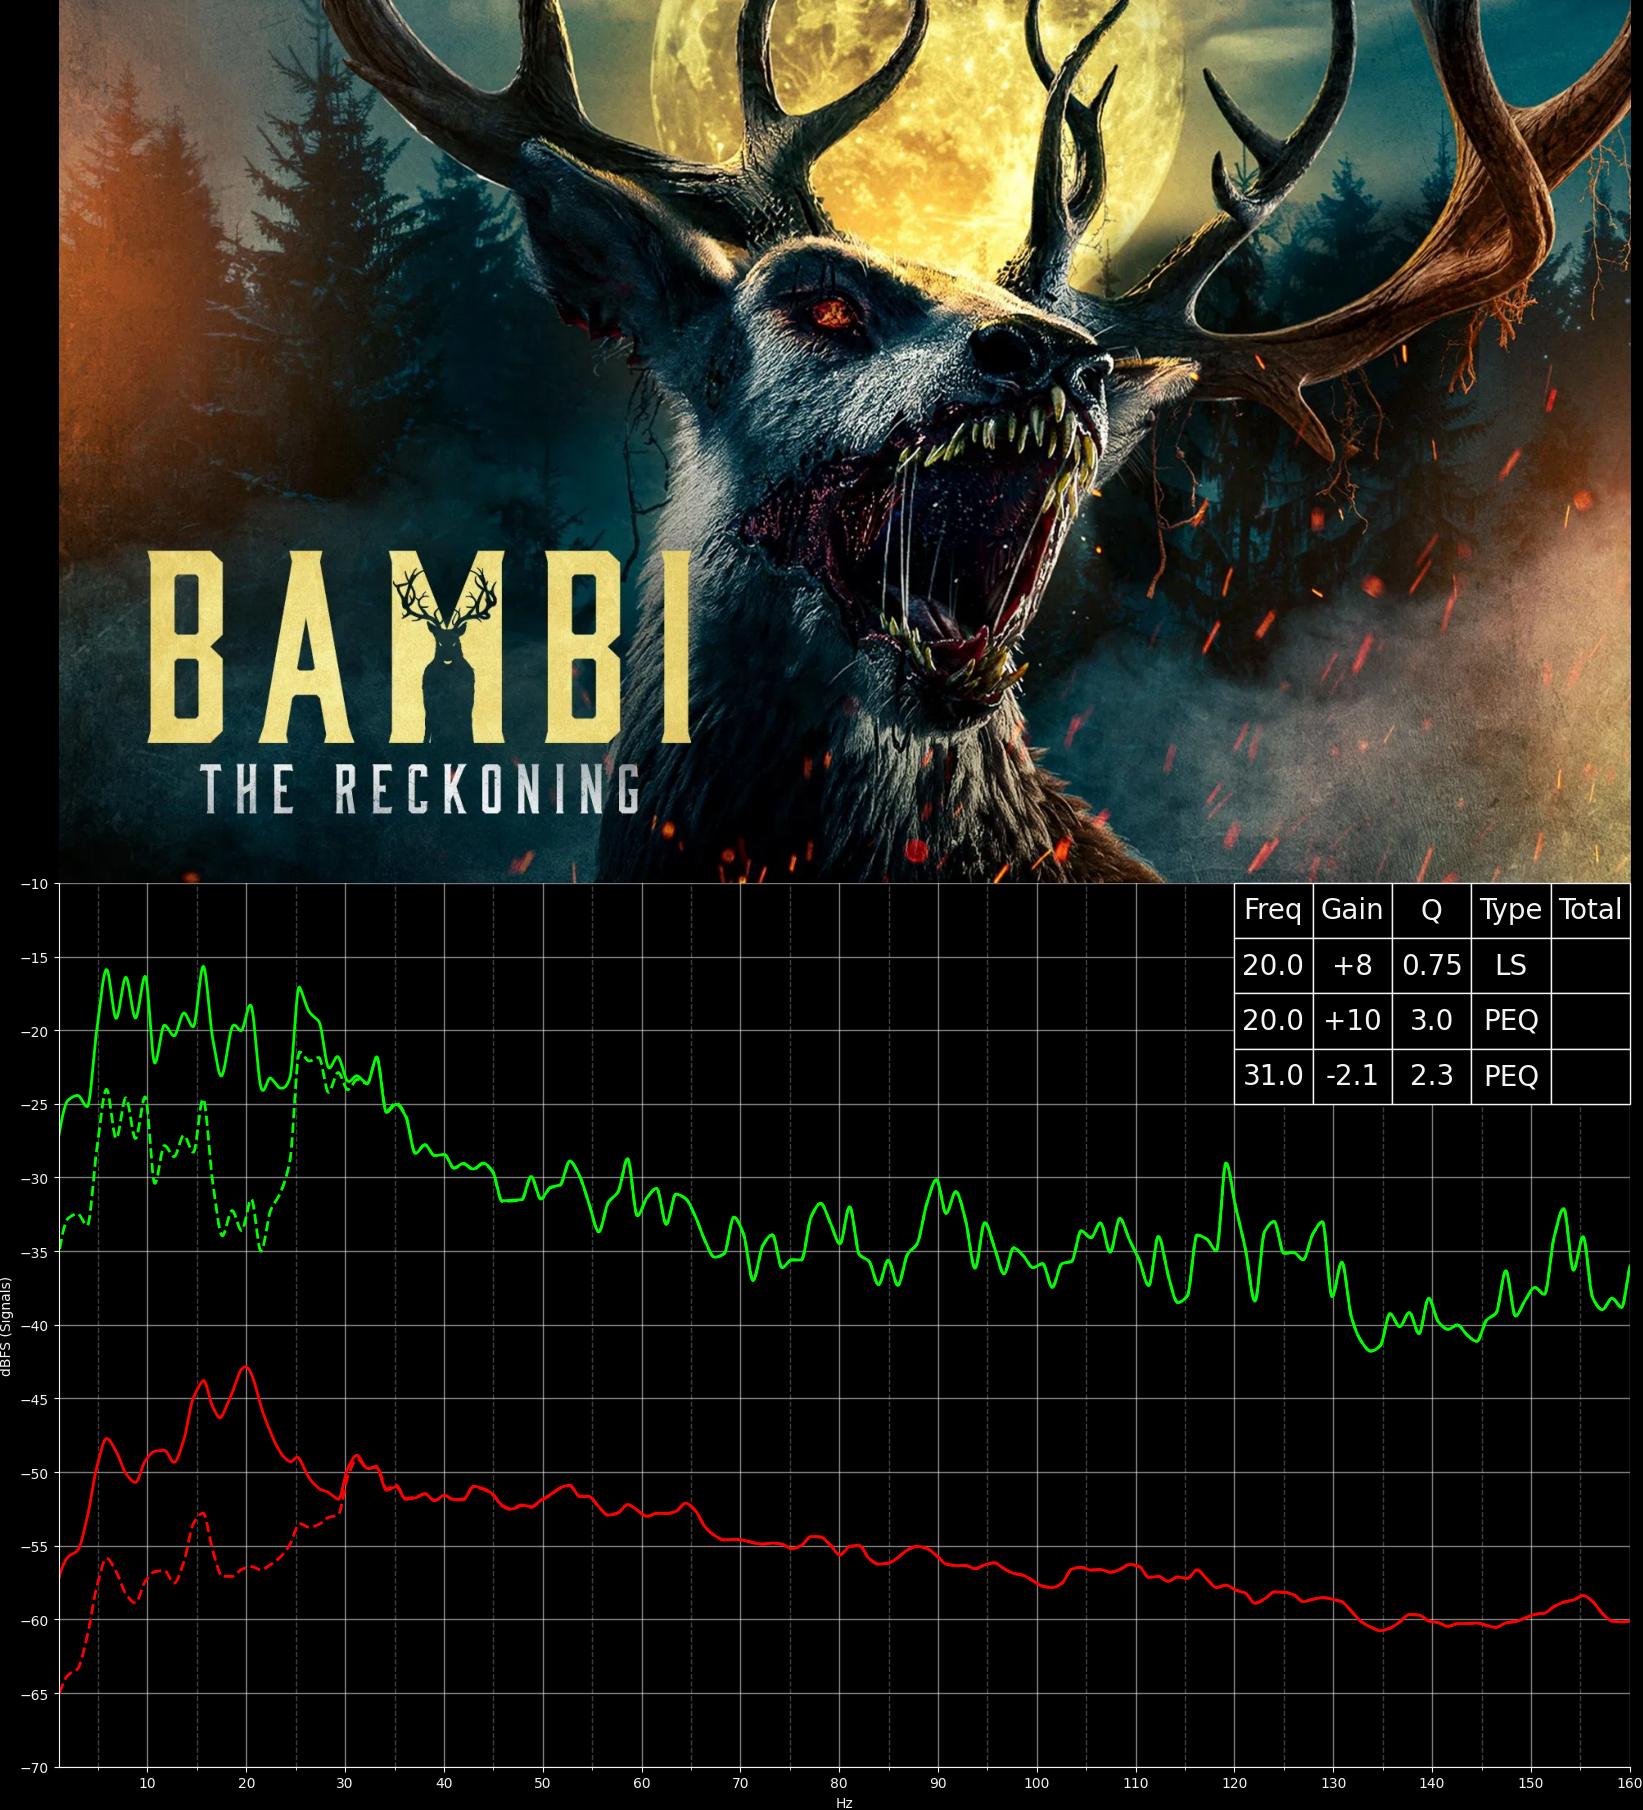 BAMBI
THE RECKONING
Freq Gain Q Type Total
20.0 +8 0.75 LS
20.0 +10 3.0 PEQ
31.0 -2.1 2.3 PEQ
−10
−15
−20
−25
−30
−35
−40
−45
−50
−55
−60
−65
−70
dBFS (Signals)
10 20 30 40 50 60 70 80 90 100 110 120 130 140 150 160
Hz